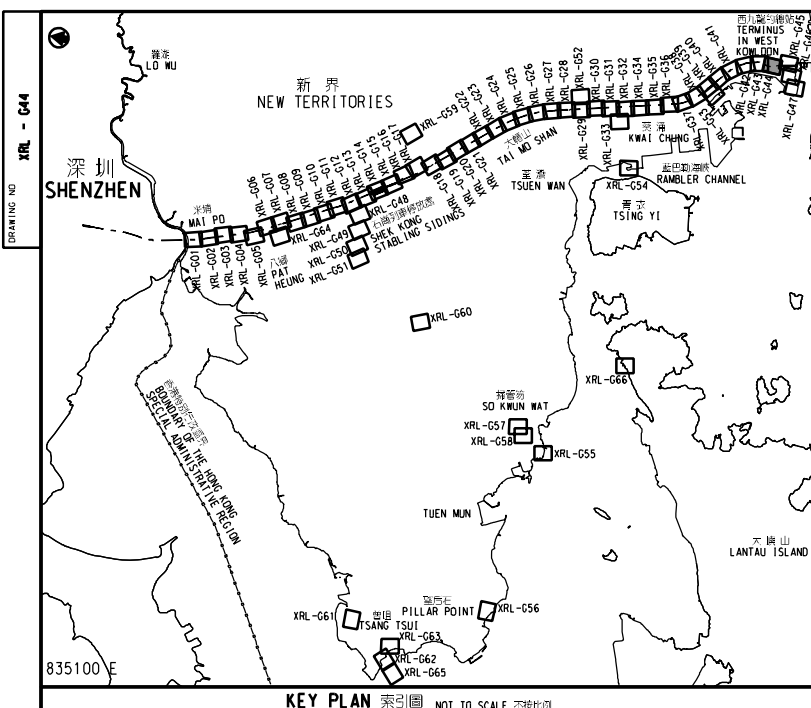 DRAWING NO XRL - G44
LO WU
新 界
NEW TERRITORIES
深 圳
SHENZHEN
米埔
MAI PO
XRL-G01
XRL-G02
XRL-G03
XRL-G04
XRL-G05
XRL-G06
XRL-G07
XRL-G08
XRL-G09
XRL-G10
XRL-G11
XRL-G12
XRL-G13
XRL-G14
XRL-G15
XRL-G16
XRL-G17
XRL-G59
XRL-G22
XRL-G23
XRL-G24
XRL-G25
XRL-G27
XRL-G28
XRL-G52
XRL-G30
XRL-G31
XRL-G32
XRL-G34
XRL-G35
XRL-G36
XRL-G39
XRL-G40
XRL-G41
TERMINUS
IN WEST
KOWLOON
XRL-G45
XRL-G47
XRL-G42
XRL-G43
XRL-G44
XRL-G53
XRL-G37
XRL-G33
XRL-G29
XRL-G18
XRL-G19
XRL-G20
XRL-G21
大帽山
TAI MO SHAN
葵涌
KWAI CHUNG
荃灣
TSUEN WAN
藍巴勒海峽
RAMBLER CHANNEL
XRL-G54
青衣
TSING YI
XRL-G64
XRL-G48
XRL-G49
XRL-G50
XRL-G51
八鄉
PAT
HEUNG
SHEK KONG
STABLING SIDINGS
XRL-G60
XRL-G66
BOUNDARY OF THE HONG KONG
SPECIAL ADMINISTRATIVE REGION
掃管笏
SO KWUN WAT
XRL-G57
XRL-G58
XRL-G55
TUEN MUN
大嶼山
LANTAU ISLAND
PILLAR POINT
XRL-G56
XRL-G61
曾咀
TSANG TSUI
XRL-G63
XRL-G62
XRL-G65
835100 E
KEY PLAN 索引圖 NOT TO SCALE 不按比例